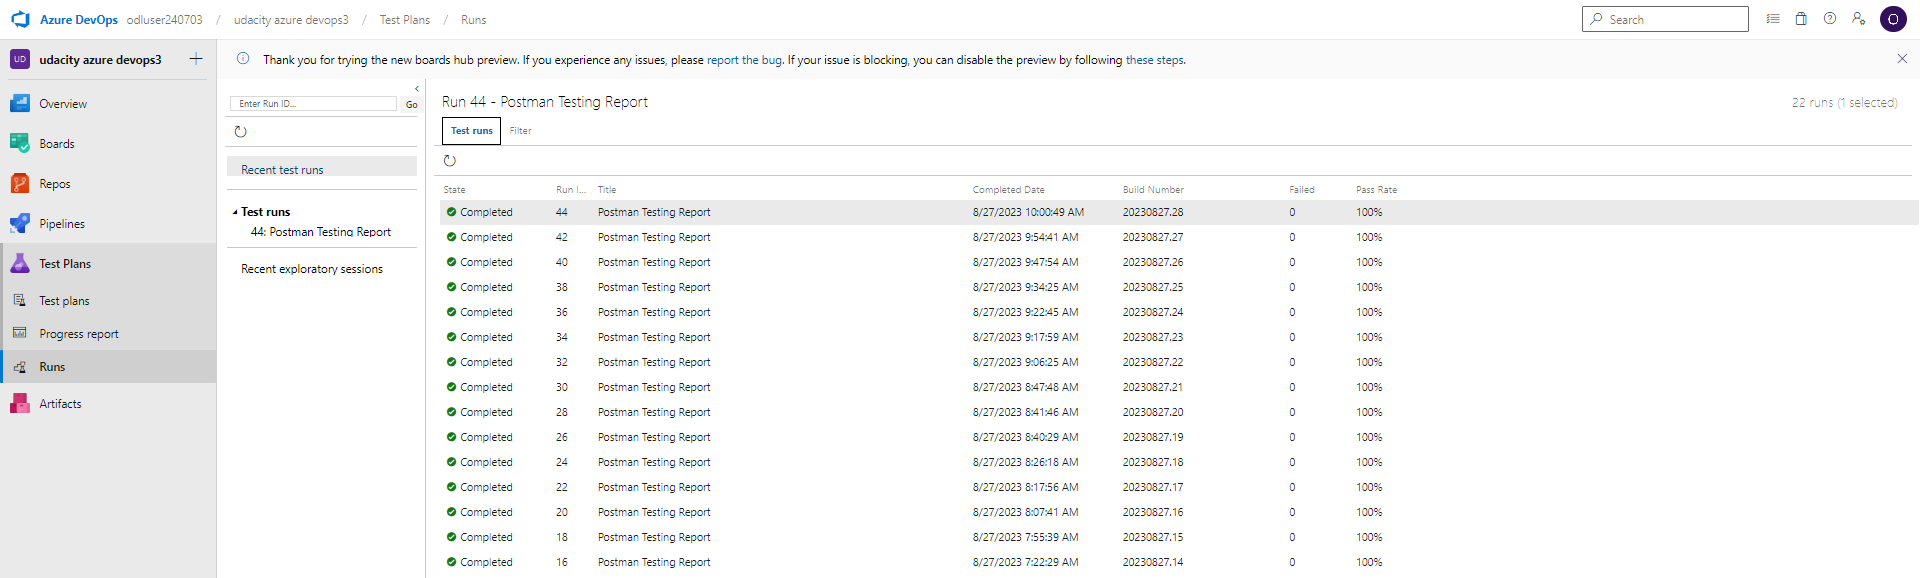 Azure DevOps odluser240703 / udacity azure devops3 / Test Plans / Runs
Search
O
UD udacity azure devops3
Thank you for trying the new boards hub preview. If you experience any issues, please report the bug. If your issue is blocking, you can disable the preview by following these steps.
Overview
Boards
Repos
Pipelines
Test Plans
Test plans
Progress report
Runs
Artifacts
Enter Run ID... Go
Recent test runs
Test runs
44: Postman Testing Report
Recent exploratory sessions
Run 44 - Postman Testing Report
22 runs (1 selected)
Test runs Filter
State Run I... Title Completed Date Build Number Failed Pass Rate
Completed 44 Postman Testing Report 8/27/2023 10:00:49 AM 20230827.28 0 100%
Completed 42 Postman Testing Report 8/27/2023 9:54:41 AM 20230827.27 0 100%
Completed 40 Postman Testing Report 8/27/2023 9:47:54 AM 20230827.26 0 100%
Completed 38 Postman Testing Report 8/27/2023 9:34:25 AM 20230827.25 0 100%
Completed 36 Postman Testing Report 8/27/2023 9:22:45 AM 20230827.24 0 100%
Completed 34 Postman Testing Report 8/27/2023 9:17:59 AM 20230827.23 0 100%
Completed 32 Postman Testing Report 8/27/2023 9:06:25 AM 20230827.22 0 100%
Completed 30 Postman Testing Report 8/27/2023 8:47:48 AM 20230827.21 0 100%
Completed 28 Postman Testing Report 8/27/2023 8:41:46 AM 20230827.20 0 100%
Completed 26 Postman Testing Report 8/27/2023 8:40:29 AM 20230827.19 0 100%
Completed 24 Postman Testing Report 8/27/2023 8:26:18 AM 20230827.18 0 100%
Completed 22 Postman Testing Report 8/27/2023 8:17:56 AM 20230827.17 0 100%
Completed 20 Postman Testing Report 8/27/2023 8:07:41 AM 20230827.16 0 100%
Completed 18 Postman Testing Report 8/27/2023 7:55:39 AM 20230827.15 0 100%
Completed 16 Postman Testing Report 8/27/2023 7:22:29 AM 20230827.14 0 100%